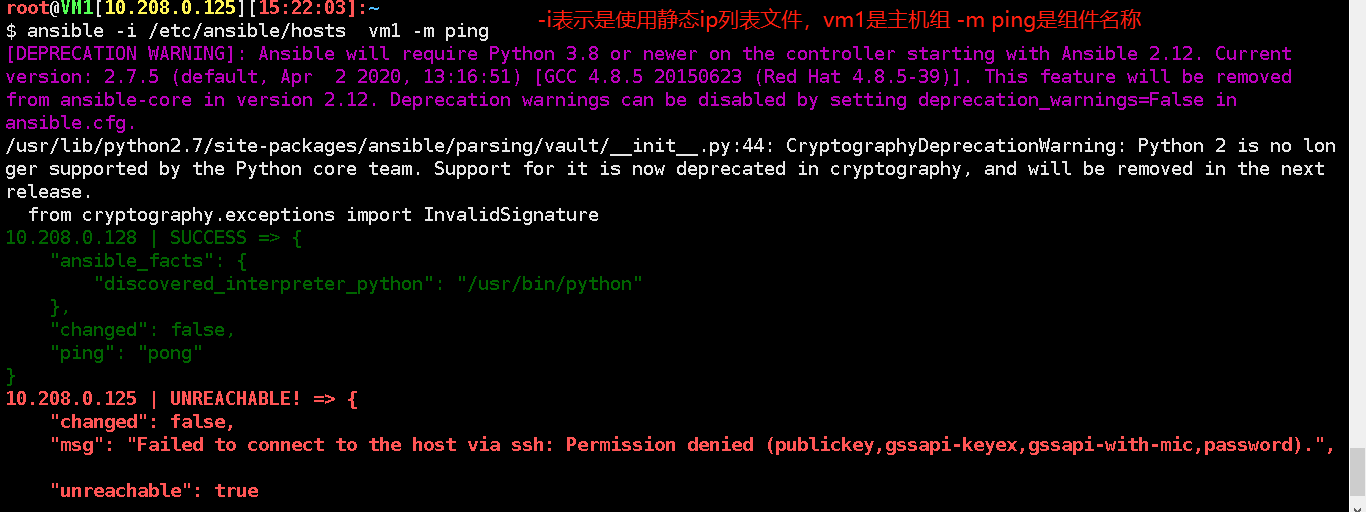 root@VM1[10.208.0.125][15:22:03]:~
-i表示是使用静态ip列表文件，vm1是主机组 -m ping是组件名称
$ ansible -i /etc/ansible/hosts  vm1 -m ping
[DEPRECATION WARNING]: Ansible will require Python 3.8 or newer on the controller starting with Ansible 2.12. Current
version: 2.7.5 (default, Apr  2 2020, 13:16:51) [GCC 4.8.5 20150623 (Red Hat 4.8.5-39)]. This feature will be removed
from ansible-core in version 2.12. Deprecation warnings can be disabled by setting deprecation_warnings=False in
ansible.cfg.
/usr/lib/python2.7/site-packages/ansible/parsing/vault/__init__.py:44: CryptographyDeprecationWarning: Python 2 is no lon
ger supported by the Python core team. Support for it is now deprecated in cryptography, and will be removed in the next
release.
  from cryptography.exceptions import InvalidSignature
10.208.0.128 | SUCCESS => {
    "ansible_facts": {
        "discovered_interpreter_python": "/usr/bin/python"
    },
    "changed": false,
    "ping": "pong"
}
10.208.0.125 | UNREACHABLE! => {
    "changed": false,
    "msg": "Failed to connect to the host via ssh: Permission denied (publickey,gssapi-keyex,gssapi-with-mic,password).",
    "unreachable": true